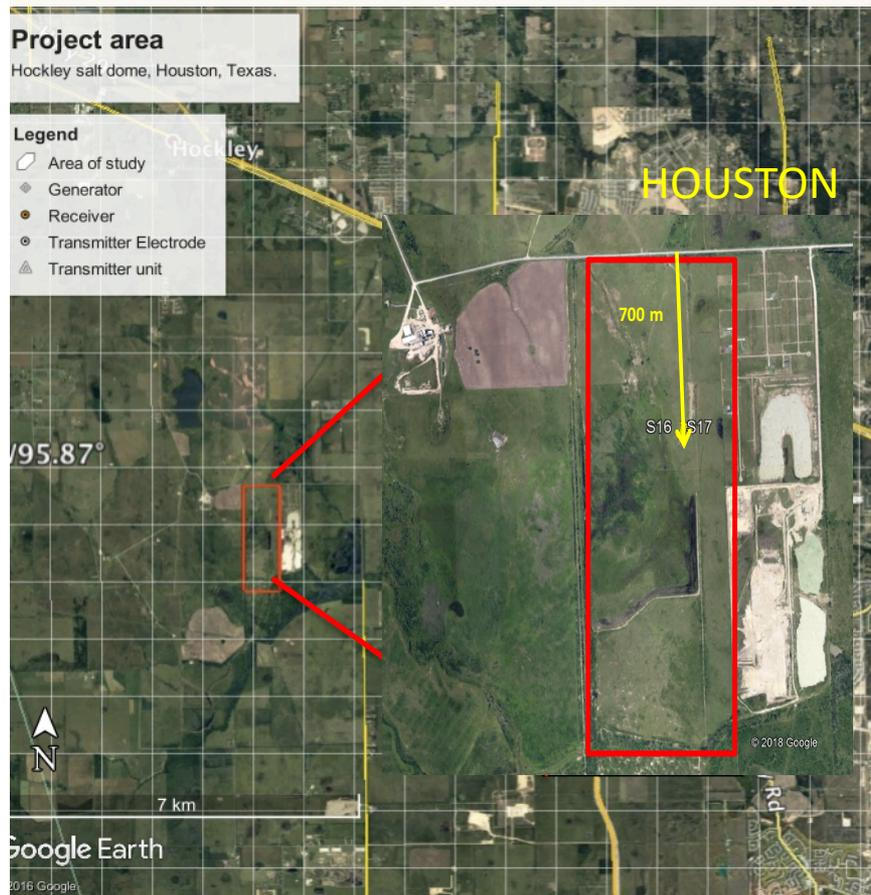 Project area
Hockley salt dome, Houston, Texas.
Legend
Area of study
Generator
Receiver
Transmitter Electrode
Transmitter unit
Hockley
HOUSTON
700 m
S16
S17
W95.87°
© 2018 Google
N
7 km
Rd
Google Earth
2016 Google